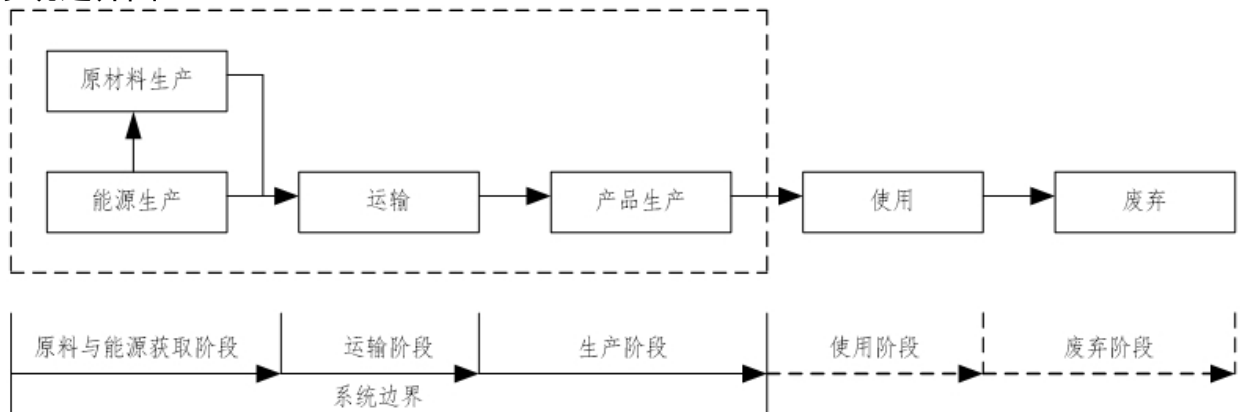 原材料生产
能源生产
运输
产品生产
使用
废弃
原料与能源获取阶段
运输阶段
生产阶段
使用阶段
废弃阶段
系统边界